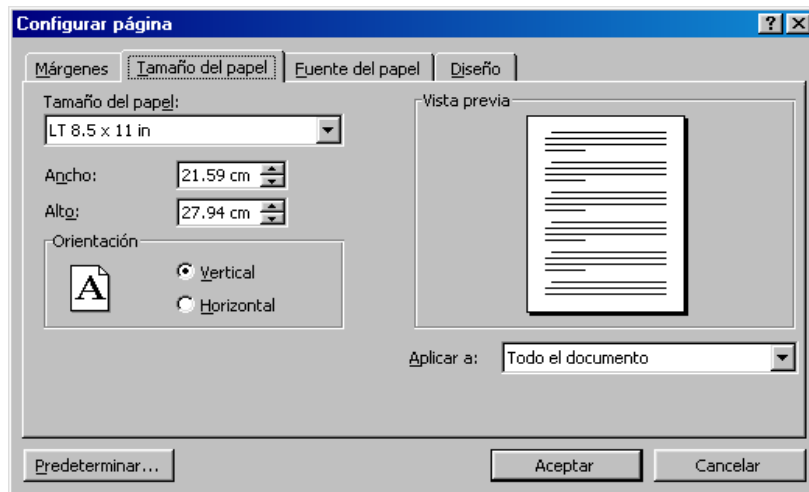 Configurar página
Márgenes
Tamaño del papel
Fuente del papel
Diseño
Tamaño del papel:
LT 8.5 x 11 in
Ancho:
21.59 cm
Alto:
27.94 cm
Orientación
A
Vertical
Horizontal
Vista previa
Aplicar a:
Todo el documento
Predeterminar...
Aceptar
Cancelar